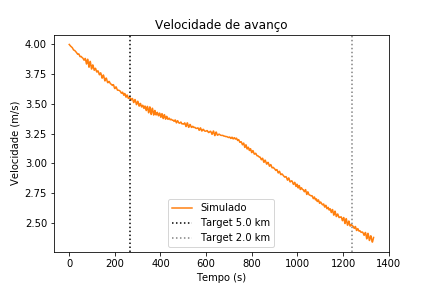 Velocidade de avanço
4.00
3.75
3.50
3.25
3.00
2.75
2.50
Velocidade (m/s)
Simulado
Target 5.0 km
Target 2.0 km
0 200 400 600 800 1000 1200 1400
Tempo (s)